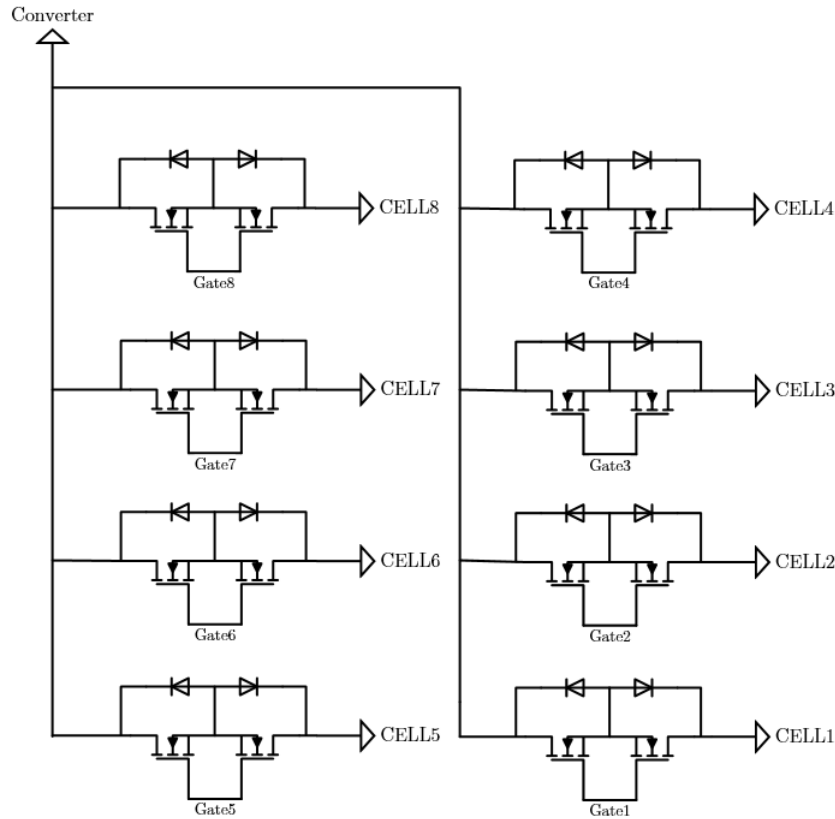 Converter
CELL8
Gate8
CELL4
Gate4
CELL7
Gate7
CELL3
Gate3
CELL6
Gate6
CELL2
Gate2
CELL5
Gate5
CELL1
Gate1